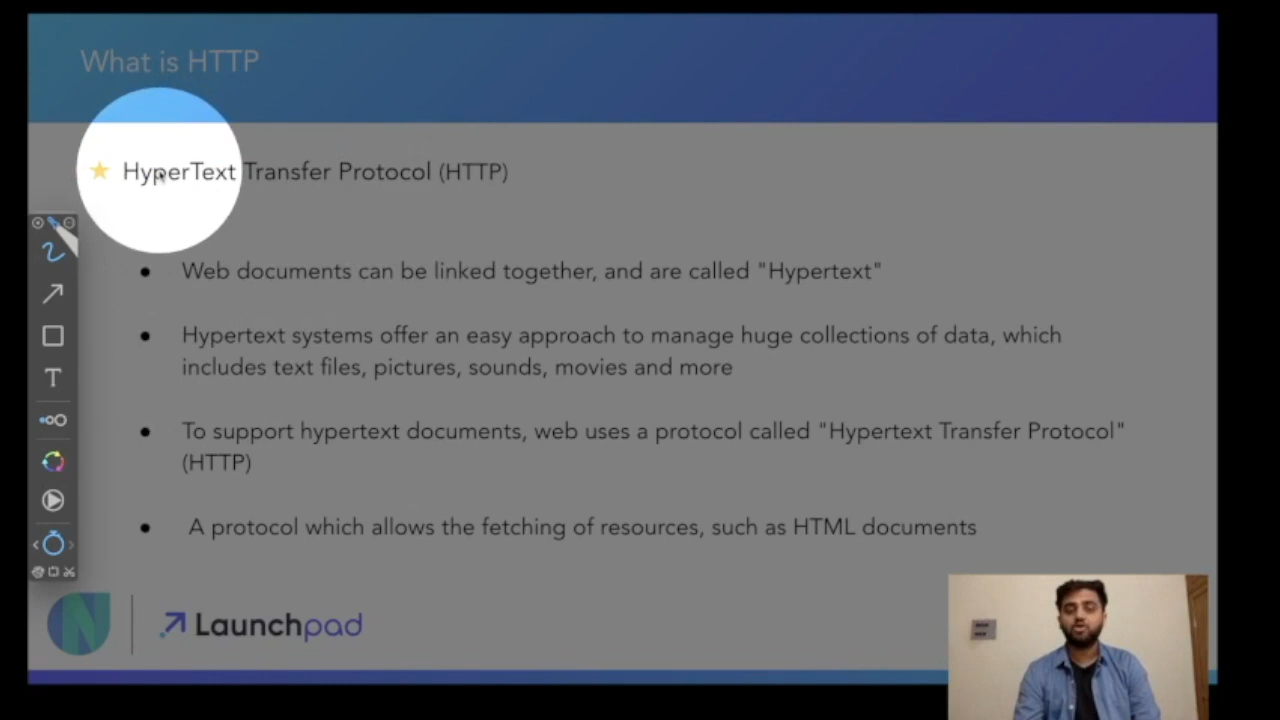 What is HTTP
HyperText Transfer Protocol (HTTP)
● Web documents can be linked together, and are called "Hypertext"
● Hypertext systems offer an easy approach to manage huge collections of data, which
includes text files, pictures, sounds, movies and more
● To support hypertext documents, web uses a protocol called "Hypertext Transfer Protocol"
(HTTP)
● A protocol which allows the fetching of resources, such as HTML documents
T
N
Launchpad